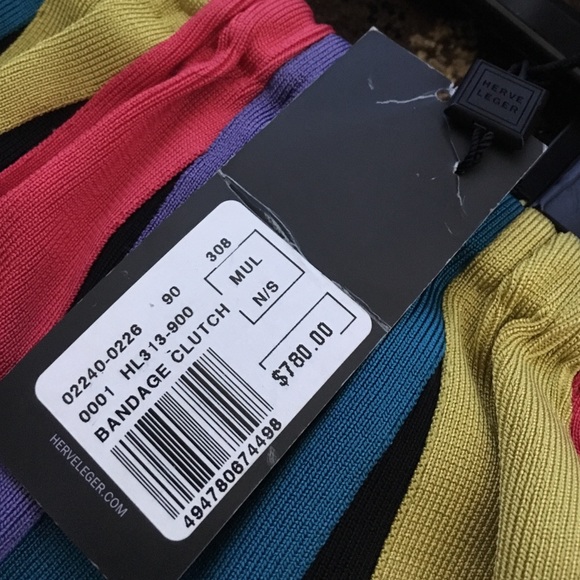 HERVE
LEGER
308
02240-0226 90 MUL
0001 HL313-900 N/S
BANDAGE CLUTCH
$780.00
494780674498
HERVELEGER.COM